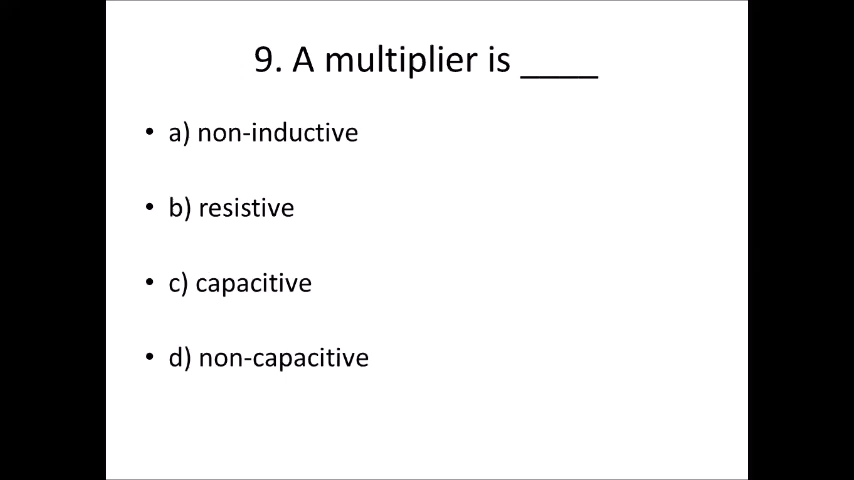 9. A multiplier is ____
• a) non-inductive
• b) resistive
• c) capacitive
• d) non-capacitive